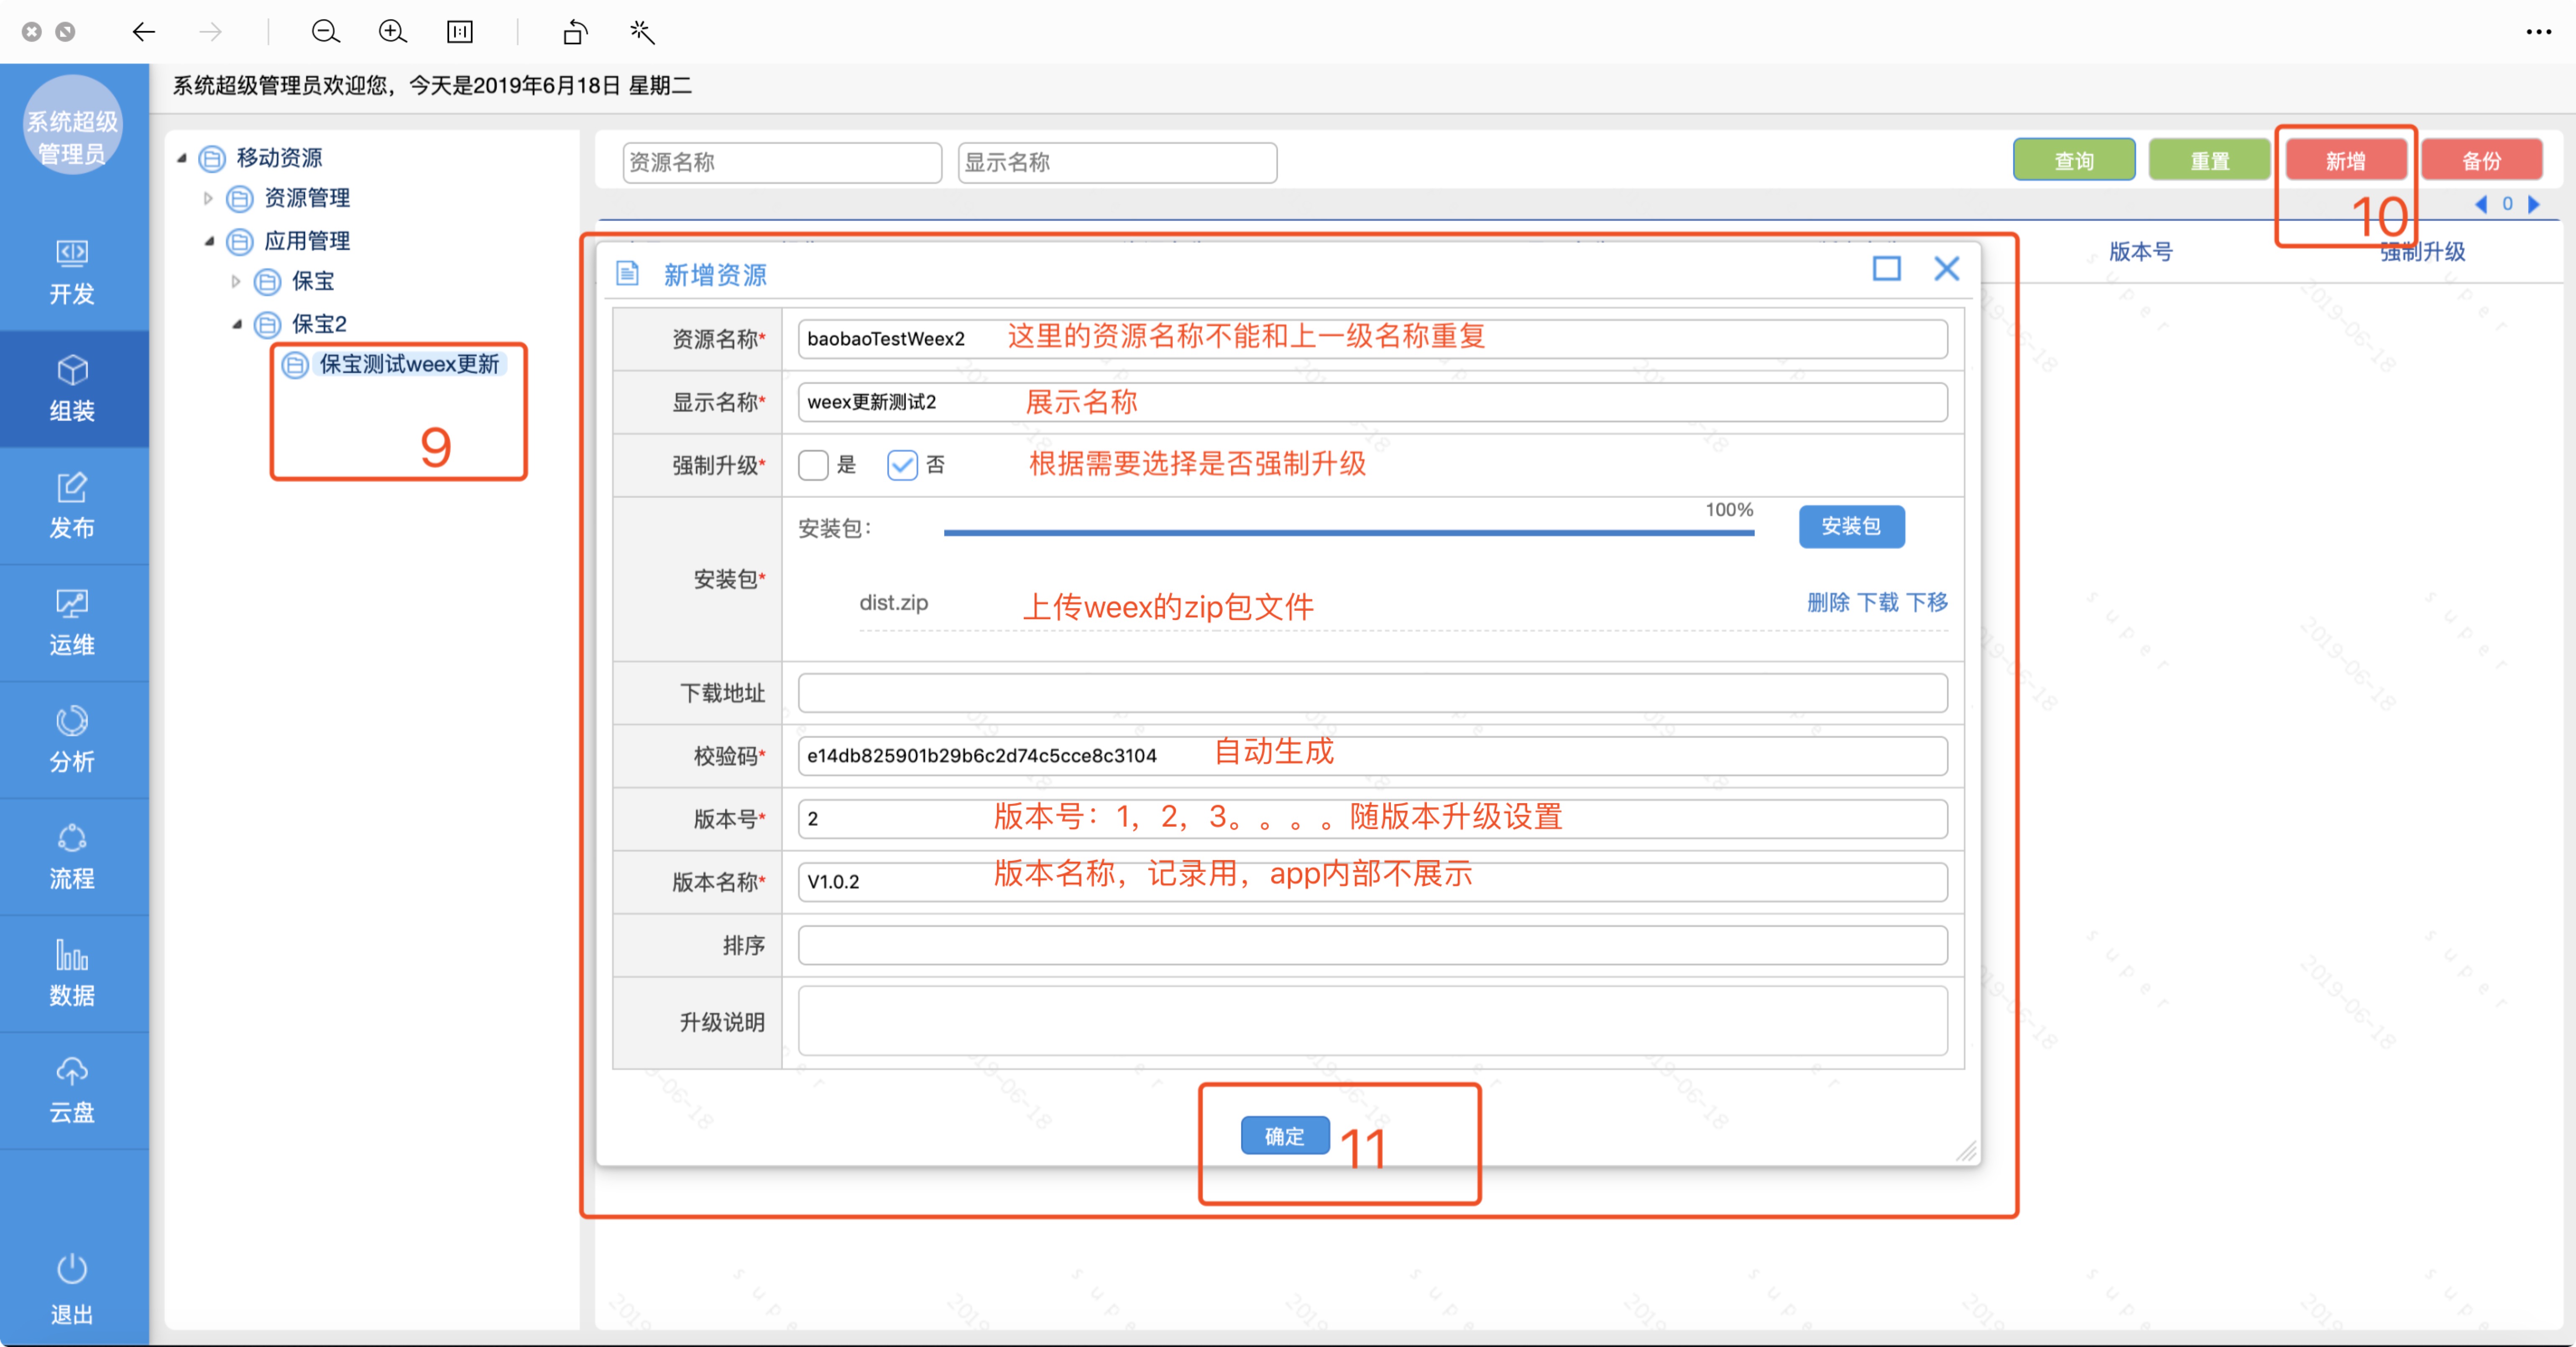 系统超级管理员欢迎您，今天是2019年6月18日 星期二
系统超级
管理员
开发
组装
发布
运维
分析
流程
数据
云盘
退出
移动资源
资源管理
应用管理
保宝
保宝2
保宝测试weex更新
9
资源名称
显示名称
查询
重置
新增
备份
10
0
版本号
强制升级
新增资源
资源名称*
baobaoTestWeex2
这里的资源名称不能和上一级名称重复
显示名称*
weex更新测试2
展示名称
强制升级*
是
否
根据需要选择是否强制升级
安装包*
安装包：
100%
安装包
dist.zip
上传weex的zip包文件
删除 下载 下移
下载地址
校验码*
e14db825901b29b6c2d74c5cce8c3104
自动生成
版本号*
2
版本号：1，2，3。。。。随版本升级设置
版本名称*
V1.0.2
版本名称，记录用，app内部不展示
排序
升级说明
确定
11
super
2019-06-18